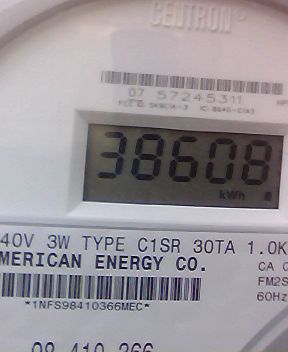 CENTRON®
07 57245311
38608
kWh
40V 3W TYPE C1SR 30TA 1.0K
MERICAN ENERGY CO.
CA 0
FM2S
60Hz
*1NFS98410366MEC*
98 410 366